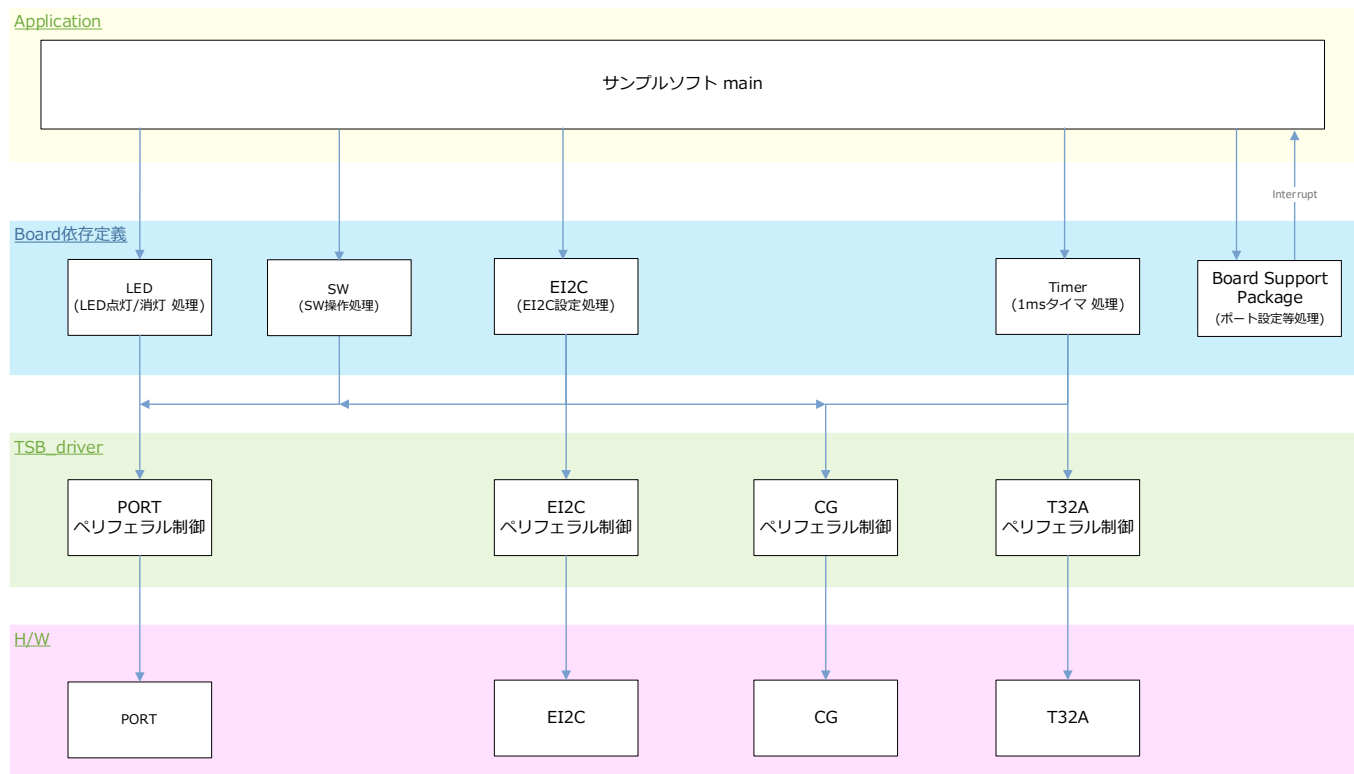 Application
サンプルソフト main
Interrupt
Board依存定義
LED
(LED点灯/消灯 処理)
SW
(SW操作処理)
EI2C
(EI2C設定処理)
Timer
(1msタイマ 処理)
Board Support
Package
(ポート設定等処理)
TSB_driver
PORT
ペリフェラル制御
EI2C
ペリフェラル制御
CG
ペリフェラル制御
T32A
ペリフェラル制御
H/W
PORT
EI2C
CG
T32A